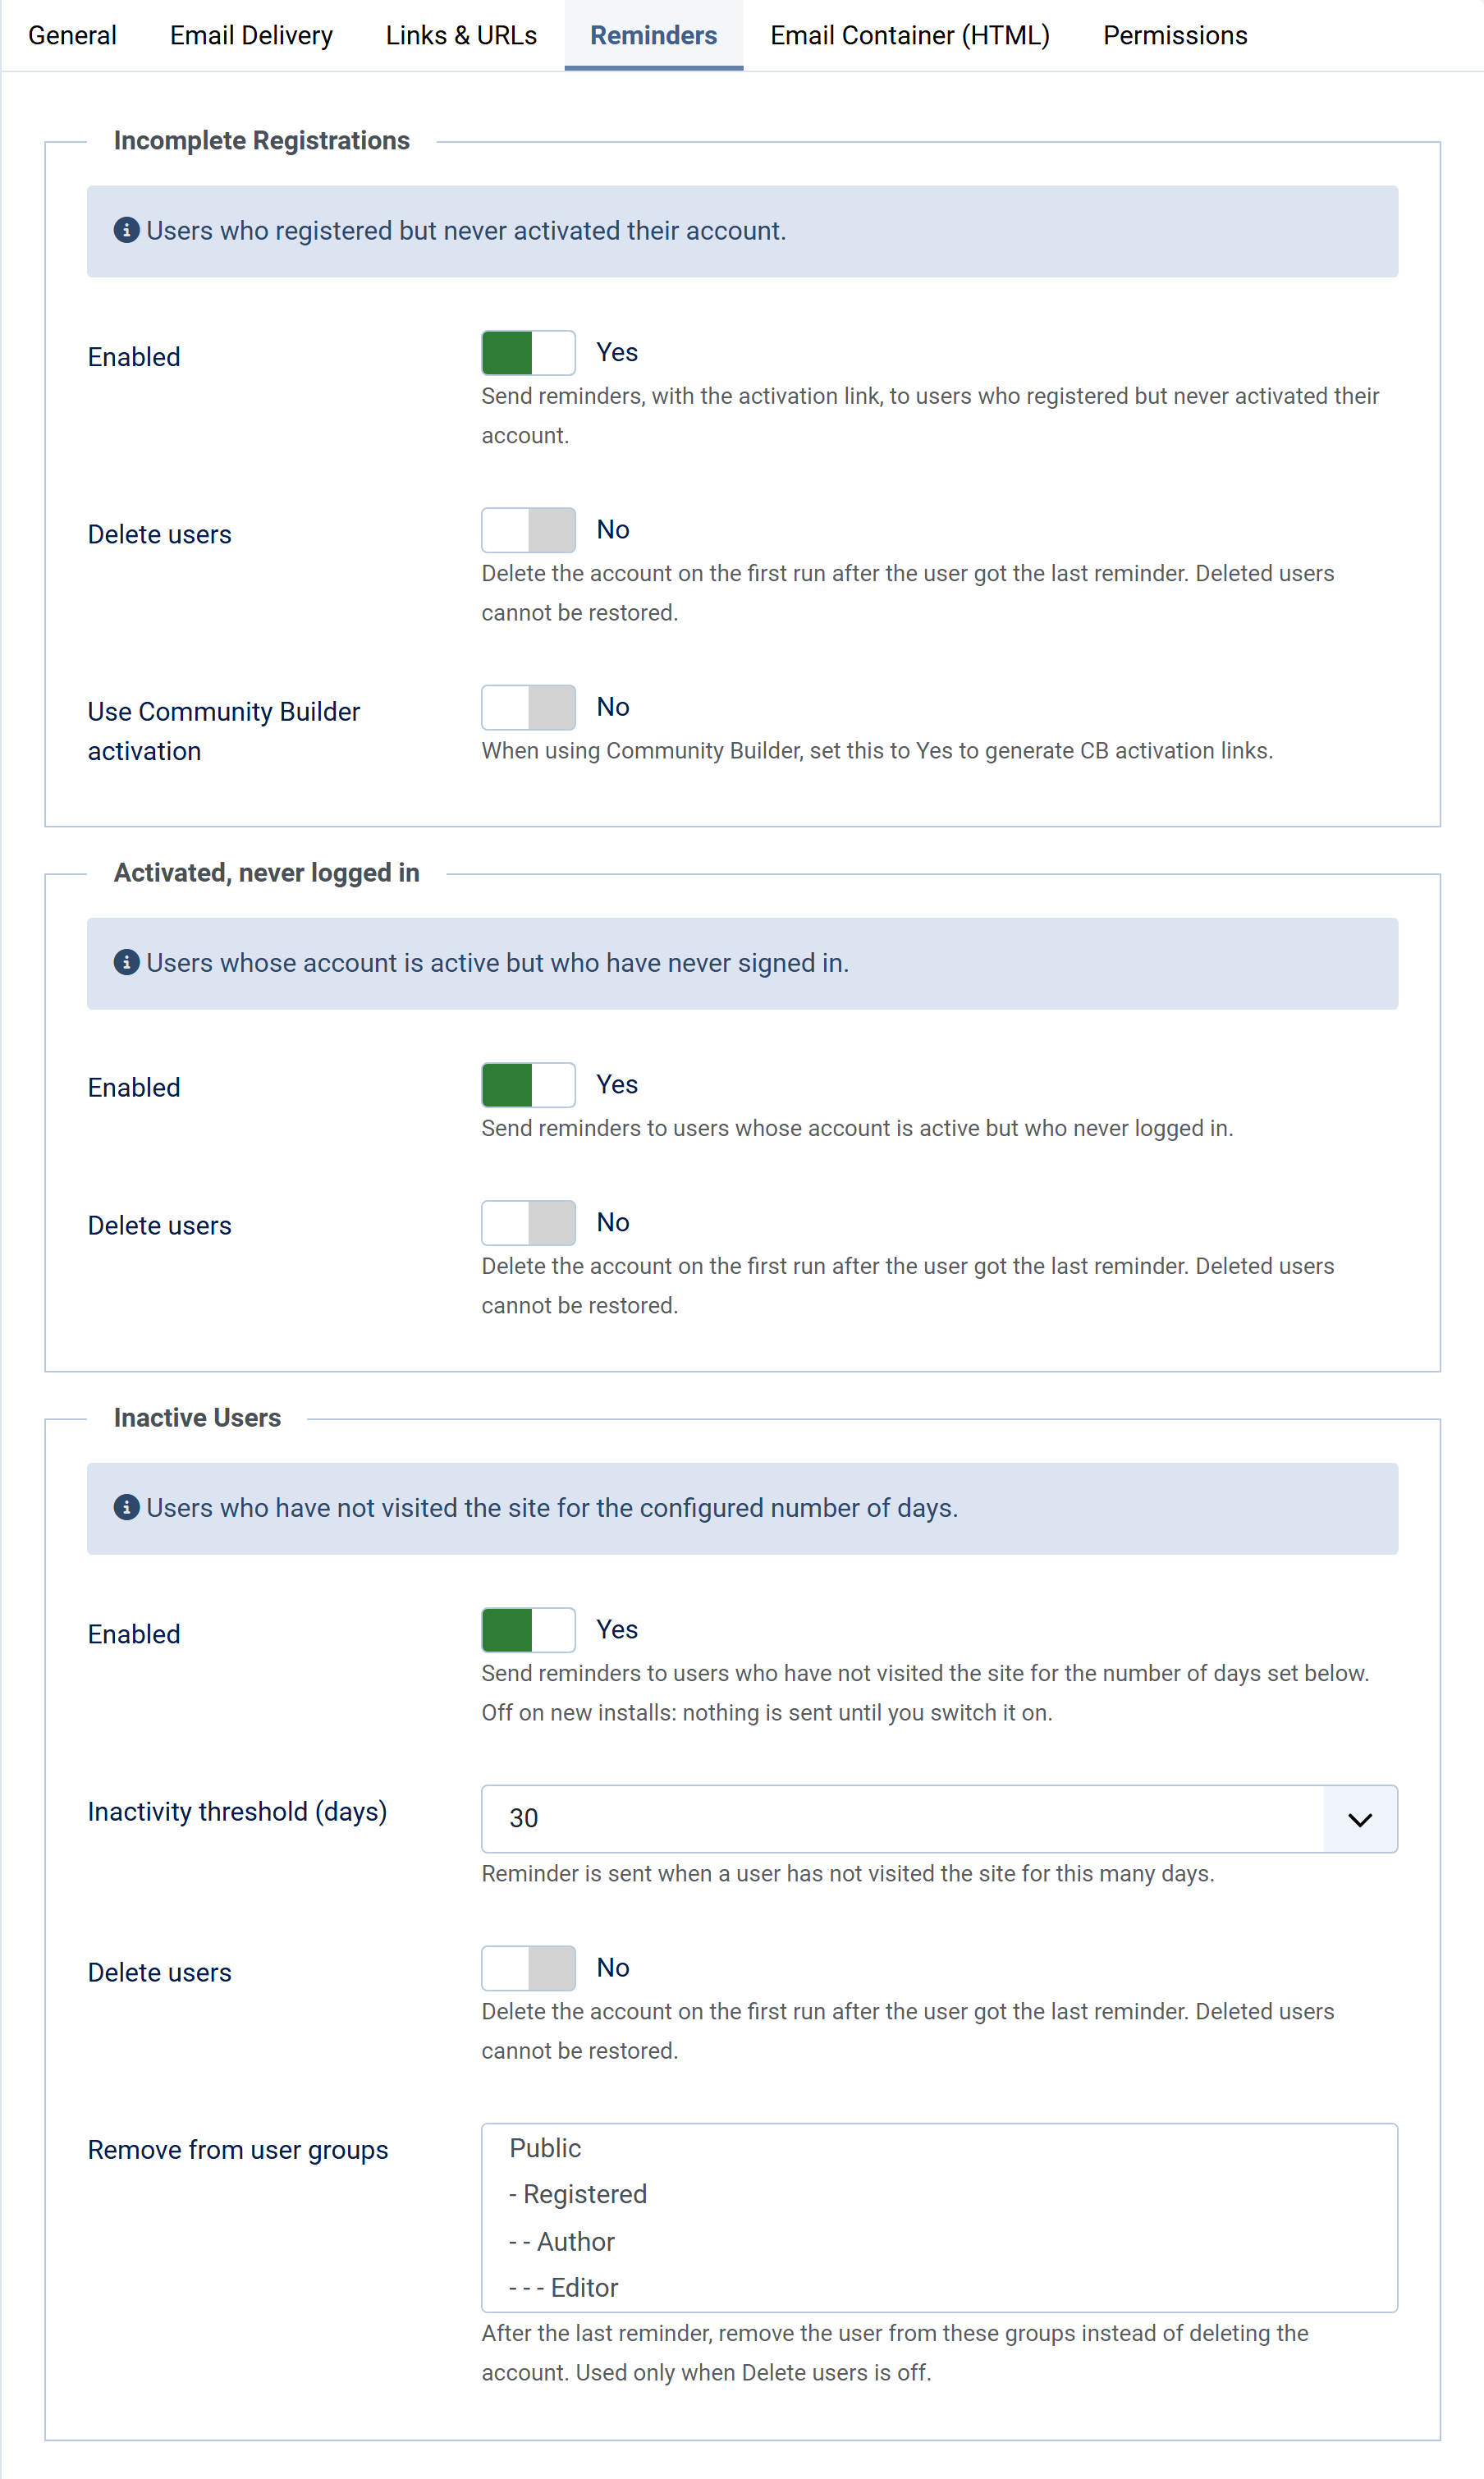 General
Email Delivery
Links & URLs
Reminders
Email Container (HTML)
Permissions
Incomplete Registrations
Users who registered but never activated their account.
Enabled
Yes
Send reminders, with the activation link, to users who registered but never activated their
account.
Delete users
No
Delete the account on the first run after the user got the last reminder. Deleted users
cannot be restored.
Use Community Builder
activation
No
When using Community Builder, set this to Yes to generate CB activation links.
Activated, never logged in
Users whose account is active but who have never signed in.
Enabled
Yes
Send reminders to users whose account is active but who never logged in.
Delete users
No
Delete the account on the first run after the user got the last reminder. Deleted users
cannot be restored.
Inactive Users
Users who have not visited the site for the configured number of days.
Enabled
Yes
Send reminders to users who have not visited the site for the number of days set below.
Off on new installs: nothing is sent until you switch it on.
Inactivity threshold (days)
30
Reminder is sent when a user has not visited the site for this many days.
Delete users
No
Delete the account on the first run after the user got the last reminder. Deleted users
cannot be restored.
Remove from user groups
Public
- Registered
- - Author
- - - Editor
After the last reminder, remove the user from these groups instead of deleting the
account. Used only when Delete users is off.